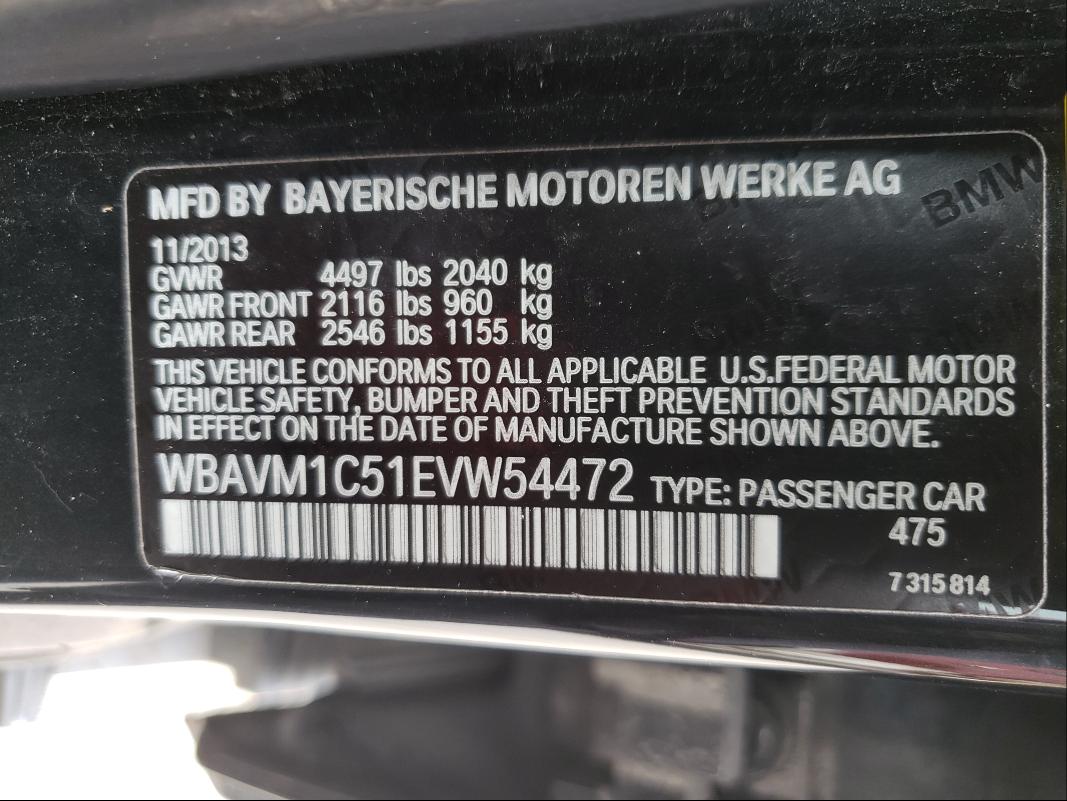 MFD BY BAYERISCHE MOTOREN WERKE AG
BMW
11/2013
GVWR 4497 lbs 2040 kg
GAWR FRONT 2116 lbs 960 kg
GAWR REAR 2546 lbs 1155 kg
THIS VEHICLE CONFORMS TO ALL APPLICABLE U.S.FEDERAL MOTOR
VEHICLE SAFETY, BUMPER AND THEFT PREVENTION STANDARDS
IN EFFECT ON THE DATE OF MANUFACTURE SHOWN ABOVE.
WBAVM1C51EVW54472 TYPE: PASSENGER CAR
475
7 315 814